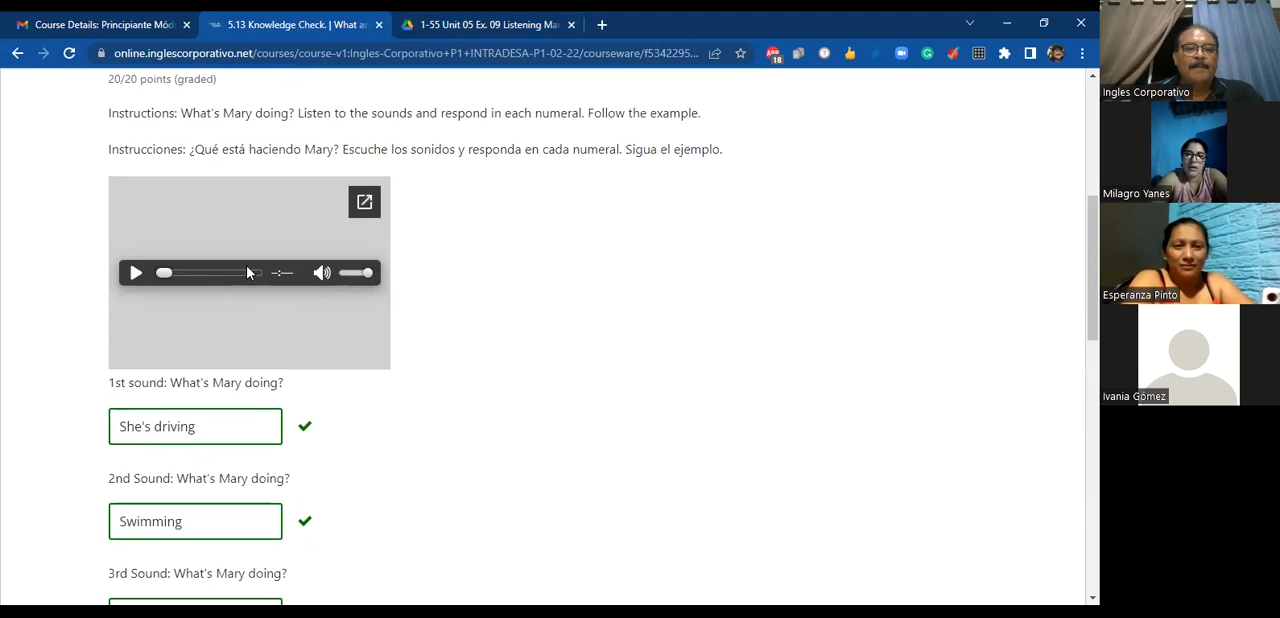 Course Details: Principiante Mód
5.13 Knowledge Check. | What a
1-55 Unit 05 Ex. 09 Listening Ma
online.inglescorporativo.net/courses/course-v1:Ingles-Corporativo+P1+INTRADESA-P1-02-22/courseware/f5342295...
18
20/20 points (graded)
Instructions: What's Mary doing? Listen to the sounds and respond in each numeral. Follow the example.
Instrucciones: ¿Qué está haciendo Mary? Escuche los sonidos y responda en cada numeral. Siga el ejemplo.
-:--
1st sound: What's Mary doing?
She's driving
2nd Sound: What's Mary doing?
Swimming
3rd Sound: What's Mary doing?
Ingles Corporativo
Milagro Yanes
Esperanza Pinto
Ivania Gómez